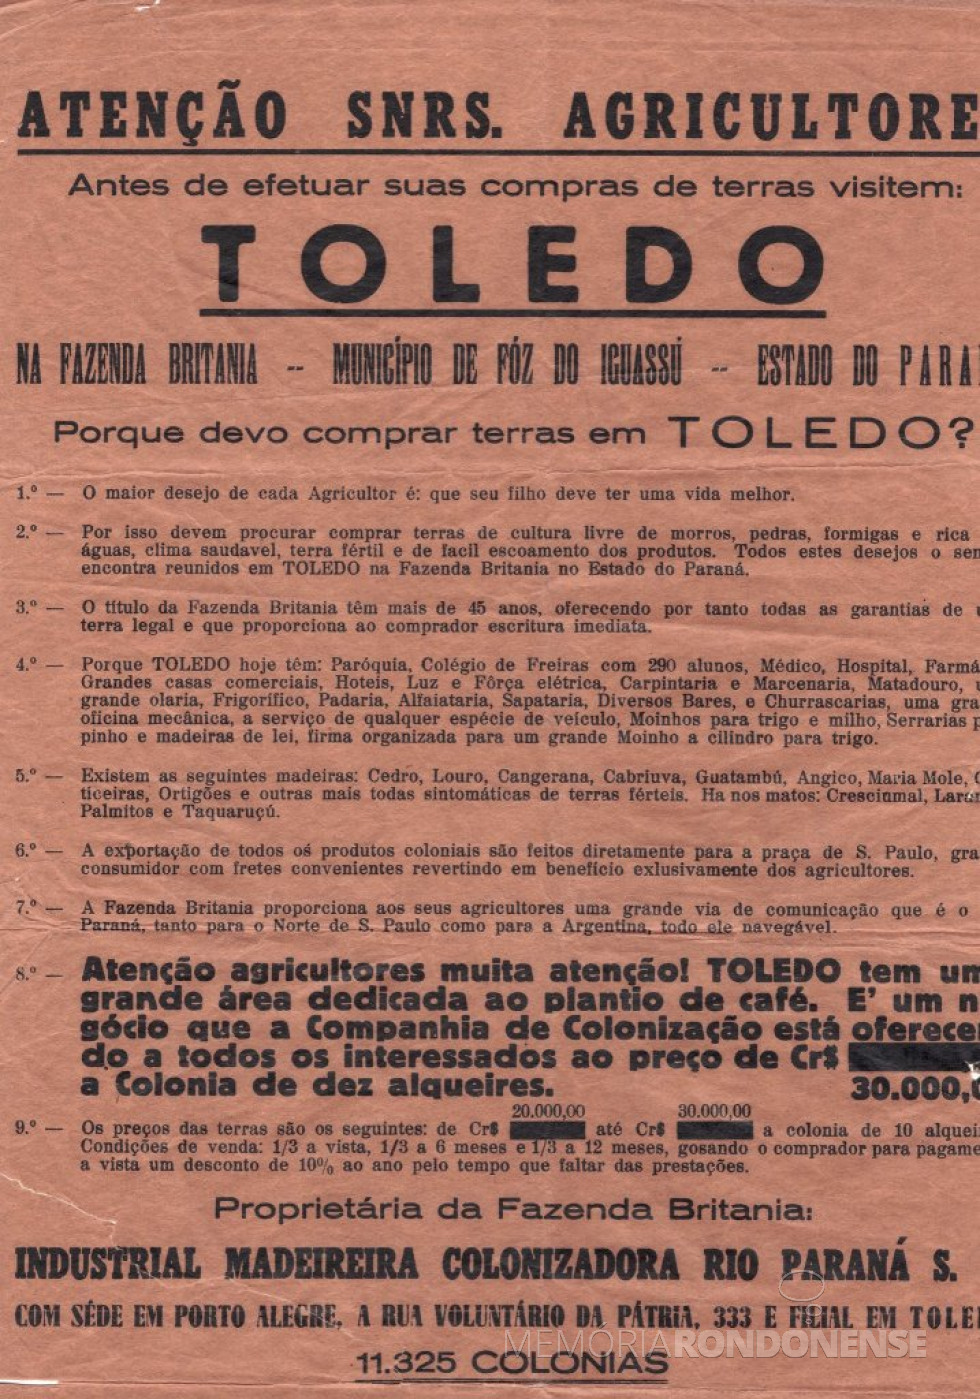 ATENÇÃO SNRS. AGRICULTORE
Antes de efetuar suas compras de terras visitem:
TOLEDO
NA FAZENDA BRITANIA -- MUNICÍPIO DE FÓZ DO IGUASSÚ -- ESTADO DO PARA
Porque devo comprar terras em TOLEDO?
1.º — O maior desejo de cada Agricultor é: que seu filho deve ter uma vida melhor.
2.º — Por isso devem procurar comprar terras de cultura livre de morros, pedras, formigas e rica
águas, clima saudavel, terra fértil e de facil escoamento dos produtos. Todos estes desejos o sen
encontra reunidos em TOLEDO na Fazenda Britania no Estado do Paraná.
3.º — O título da Fazenda Britania têm mais de 45 anos, oferecendo por tanto todas as garantias de u
terra legal e que proporciona ao comprador escritura imediata.
4.º — Porque TOLEDO hoje têm: Paróquia, Colégio de Freiras com 290 alunos, Médico, Hospital, Farmá
Grandes casas comerciais, Hoteis, Luz e Fôrça elétrica, Carpintaria e Marcenaria, Matadouro, u
grande olaria, Frigorífico, Padaria, Alfaiataria, Sapataria, Diversos Bares, e Churrascarias, uma gra
oficina mecânica, a serviço de qualquer espécie de veículo, Moinhos para trigo e milho, Serrarias p
pinho e madeiras de lei, firma organizada para um grande Moinho a cilindro para trigo.
5.º — Existem as seguintes madeiras: Cedro, Louro, Cangerana, Cabriuva, Guatambú, Angico, Maria Mole,
ticeiras, Ortigões e outras mais todas sintomáticas de terras férteis. Ha nos matos: Crescinmal, Laran
Palmitos e Taquaruçú.
6.º — A exportação de todos os produtos coloniais são feitos diretamente para a praça de S. Paulo, gra
consumidor com fretes convenientes revertindo em beneficio exlusivamente dos agricultores.
7.º — A Fazenda Britania proporciona aos seus agricultores uma grande via de comunicação que é o
Paraná, tanto para o Norte de S. Paulo como para a Argentina, todo ele navegável.
8.º — Atenção agricultores muita atenção! TOLEDO tem um
grande área dedicada ao plantio de café. E' um n
gócio que a Companhia de Colonização está oferecen
do a todos os interessados ao preço de Cr$
a Colonia de dez alqueires. 30.000,0
20.000,00 30.000,00
9.º — Os preços das terras são os seguintes: de Cr$ até Cr$ a colonia de 10 alquei
Condições de venda: 1/3 a vista, 1/3 a 6 meses e 1/3 a 12 meses, gosando o comprador para pagame
a vista um desconto de 10% ao ano pelo tempo que faltar das prestações.
Proprietária da Fazenda Britania:
INDUSTRIAL MADEIREIRA COLONIZADORA RIO PARANÁ S.
COM SÉDE EM PORTO ALEGRE, A RUA VOLUNTÁRIO DA PÁTRIA, 333 E FILIAL EM TOLE
MEMÓRIARONDONENSE
11.325 COLONIAS